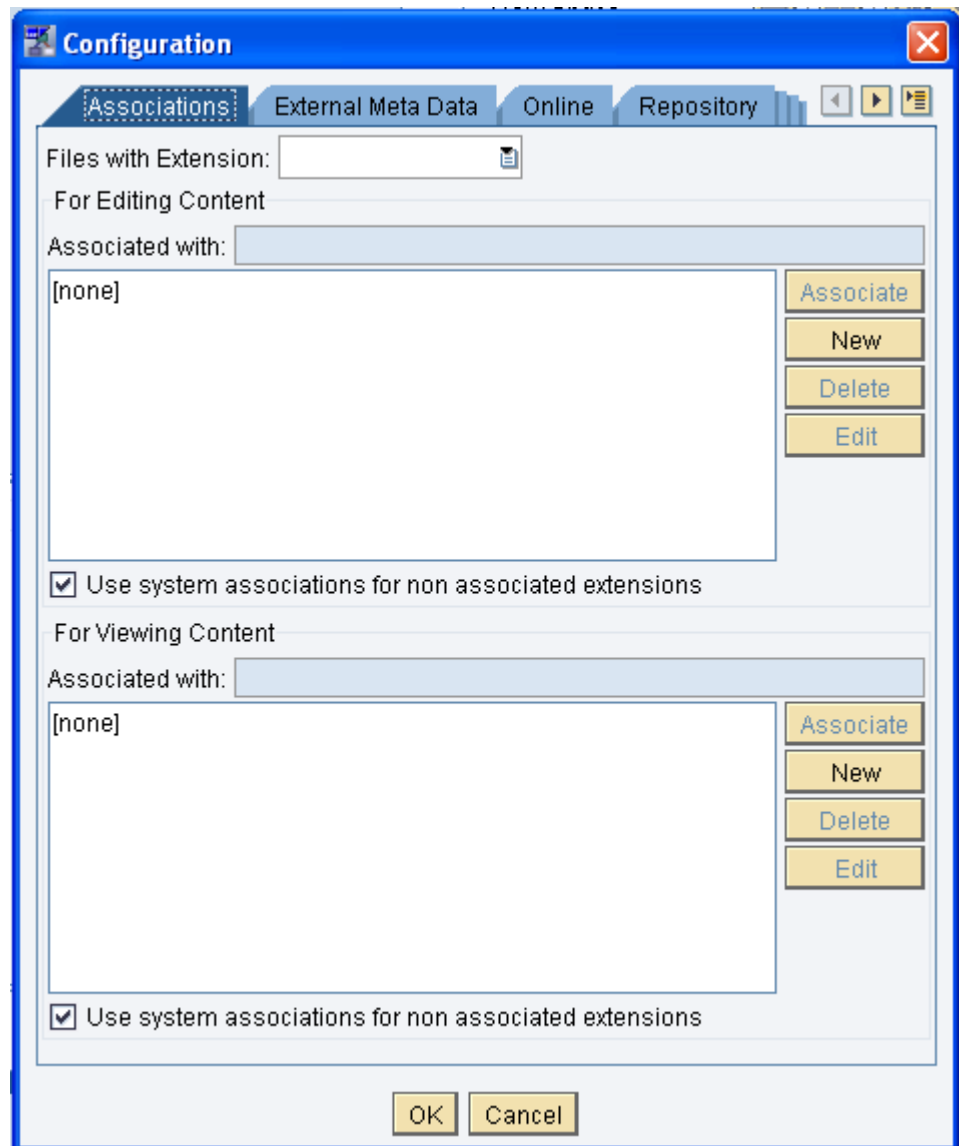 Configuration
Associations External Meta Data Online Repository
Files with Extension:
For Editing Content
Associated with:
[none]
Associate
New
Delete
Edit
Use system associations for non associated extensions
For Viewing Content
Associated with:
[none]
Associate
New
Delete
Edit
Use system associations for non associated extensions
OK Cancel